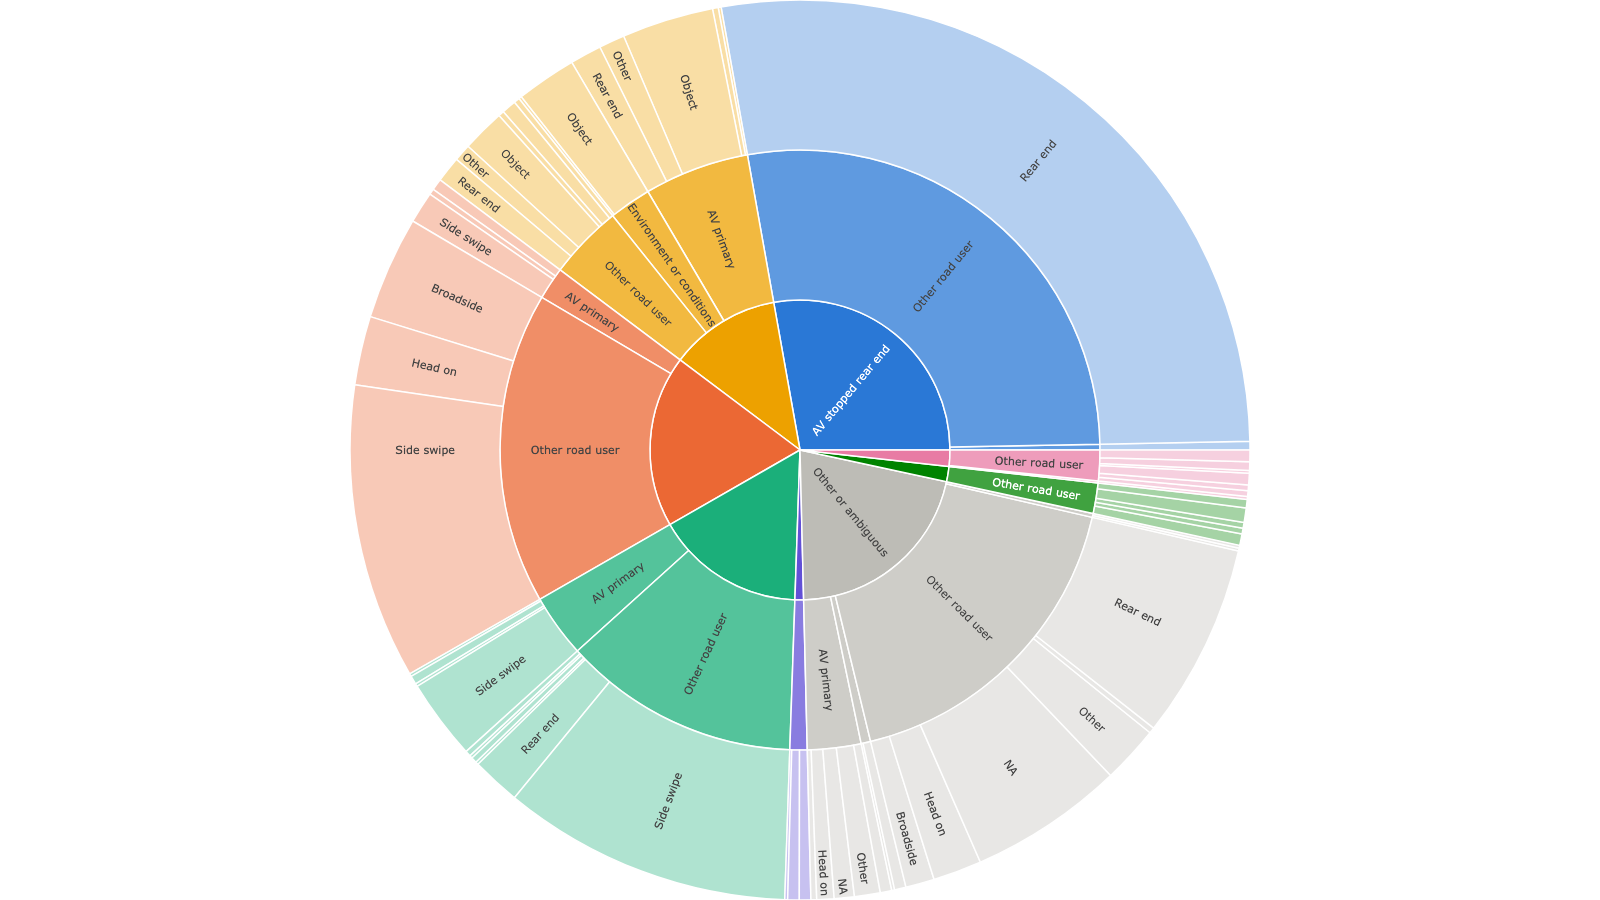 Rear end
Other road user
AV stopped rear end
Object
Other
Rear end
Object
AV primary
Environment or conditions
Object
Other
Rear end
Other road user
Side swipe
AV primary
Broadside
Head on
Side swipe
Other road user
AV primary
Side swipe
Other road user
Rear end
Side swipe
Other or ambiguous
Other road user
AV primary
Head on
NA
Other
Broadside
Head on
NA
Other
Rear end
Other road user
Other road user